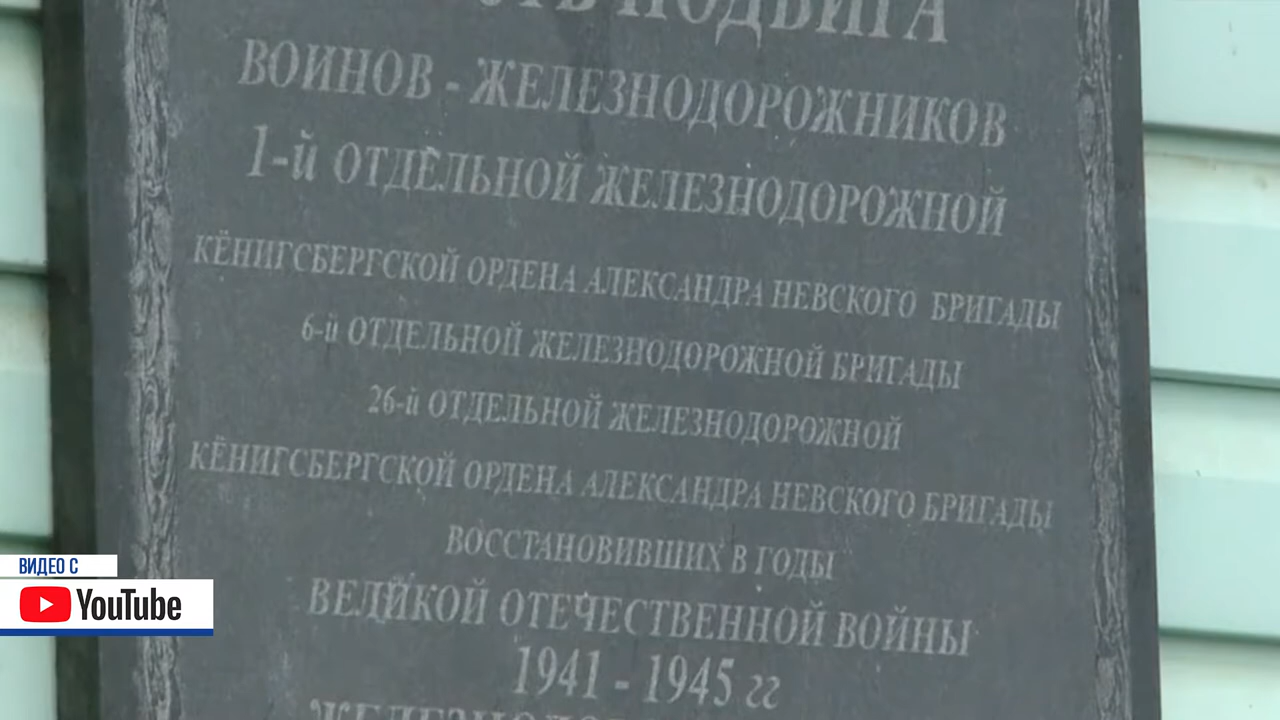 ПОДВИГА
ВОИНОВ - ЖЕЛЕЗНОДОРОЖНИКОВ
1-й ОТДЕЛЬНОЙ ЖЕЛЕЗНОДОРОЖНОЙ
КЁНИГСБЕРГСКОЙ ОРДЕНА АЛЕКСАНДРА НЕВСКОГО БРИГАДЫ
6-й ОТДЕЛЬНОЙ ЖЕЛЕЗНОДОРОЖНОЙ БРИГАДЫ
26-й ОТДЕЛЬНОЙ ЖЕЛЕЗНОДОРОЖНОЙ
КЁНИГСБЕРГСКОЙ ОРДЕНА АЛЕКСАНДРА НЕВСКОГО БРИГАДЫ
ВОССТАНОВИВШИХ В ГОДЫ
ВЕЛИКОЙ ОТЕЧЕСТВЕННОЙ ВОЙНЫ
1941 - 1945 гг
ВИДЕО С
YouTube